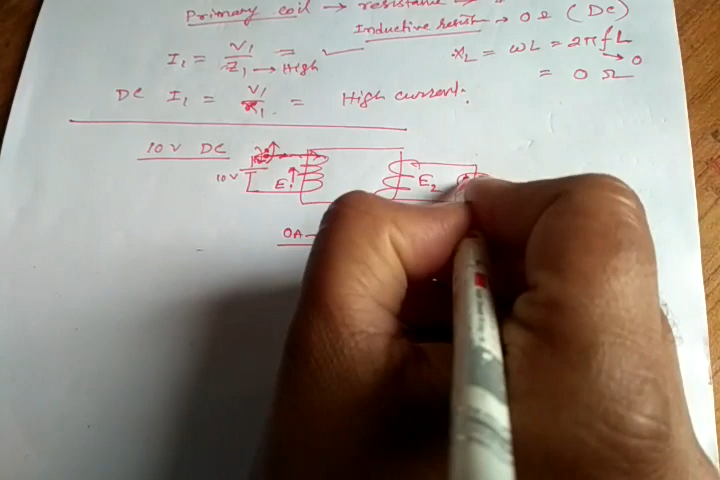 Primary coil → resistance →
Inductive resist → 0 Ω (DC)
I₁ = V₁/Z₁ → High =
XL = ωL = 2πfL → 0
= 0 Ω
DC I₁ = V₁/R₁ = High current.
10 V DC
10V E₁ E₂
0A